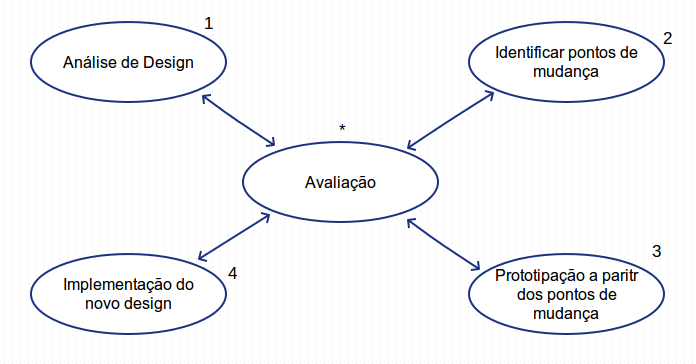 1
Análise de Design
2
Identificar pontos de
mudança
*
Avaliação
3
Prototipação a paritr
dos pontos de
mudança
4
Implementação do
novo design